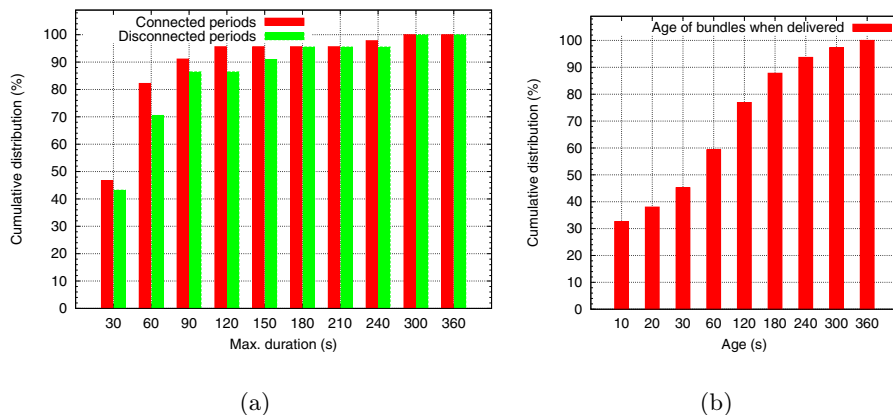 Connected periods
Disconnected periods
Cumulative distribution (%)
100
90
80
70
60
50
40
30
20
10
0
30 60 90 120 150 180 210 240 300 360
Max. duration (s)
(a)
Age of bundles when delivered
Cumulative distribution (%)
100
90
80
70
60
50
40
30
20
10
0
10 20 30 60 120 180 240 300 360
Age (s)
(b)